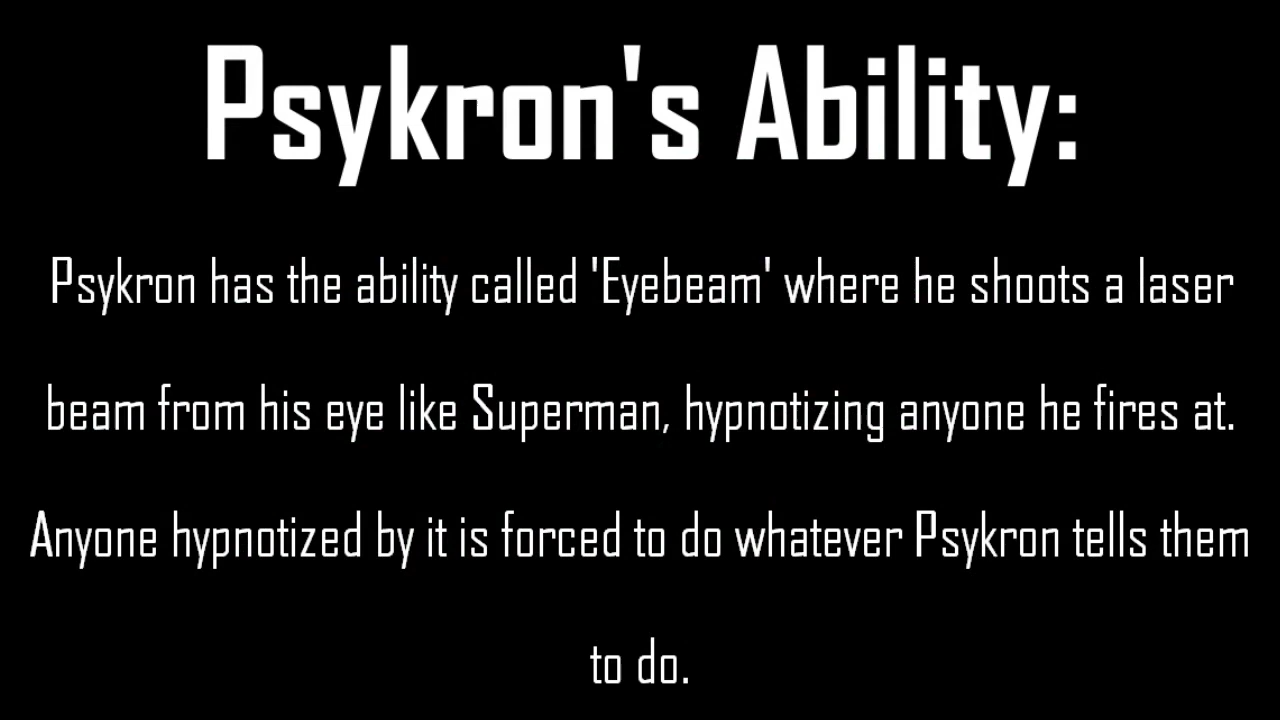 Psykron's Ability:
Psykron has the ability called 'Eyebeam' where he shoots a laser
beam from his eye like Superman, hypnotizing anyone he fires at.
Anyone hypnotized by it is forced to do whatever Psykron tells them
to do.